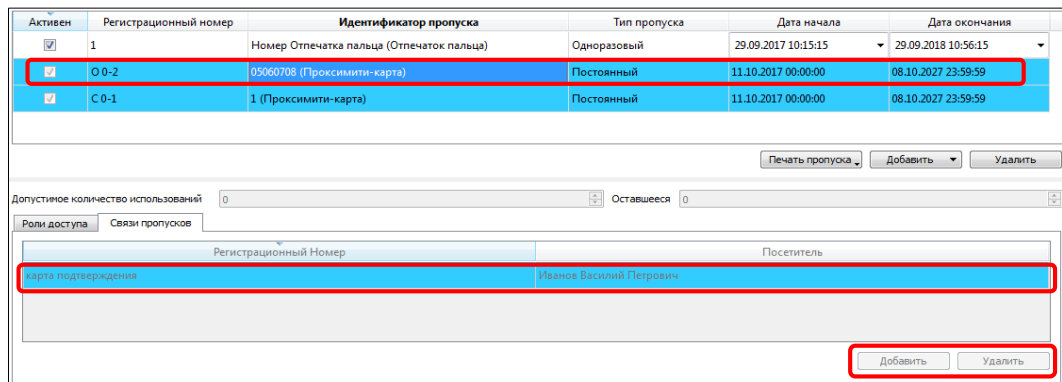 Активен Регистрационный номер Идентификатор пропуска Тип пропуска Дата начала Дата окончания
1 Номер Отпечатка пальца (Отпечаток пальца) Одноразовый 29.09.2017 10:15:15 29.09.2018 10:56:15
О 0-2 05060708 (Проксимити-карта) Постоянный 11.10.2017 00:00:00 08.10.2027 23:59:59
С 0-1 1 (Проксимити-карта) Постоянный 11.10.2017 00:00:00 08.10.2027 23:59:59
Печать пропуска Добавить Удалить
Допустимое количество использований 0 Оставшееся 0
Роли доступа Связи пропусков
Регистрационный Номер Посетитель
карта подтверждения Иванов Василий Петрович
Добавить Удалить